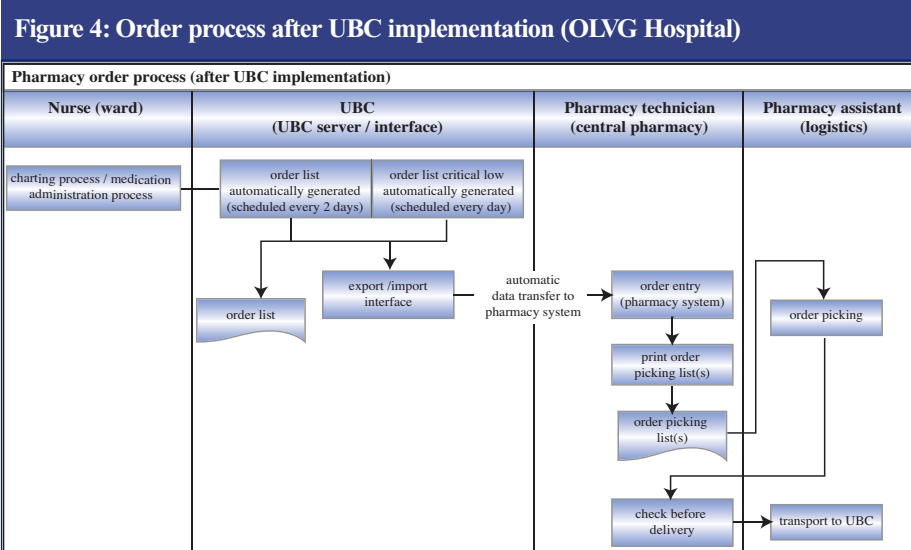 Figure 4: Order process after UBC implementation (OLVG Hospital)
Pharmacy order process (after UBC implementation)
Nurse (ward)
UBC
(UBC server / interface)
Pharmacy technician
(central pharmacy)
Pharmacy assistant
(logistics)
charting process / medication
administration process
order list
automatically generated
(scheduled every 2 days)
order list critical low
automatically generated
(scheduled every day)
order list
export /import
interface
automatic
data transfer to
pharmacy system
order entry
(pharmacy system)
print order
picking list(s)
order picking
list(s)
order picking
check before
delivery
transport to UBC